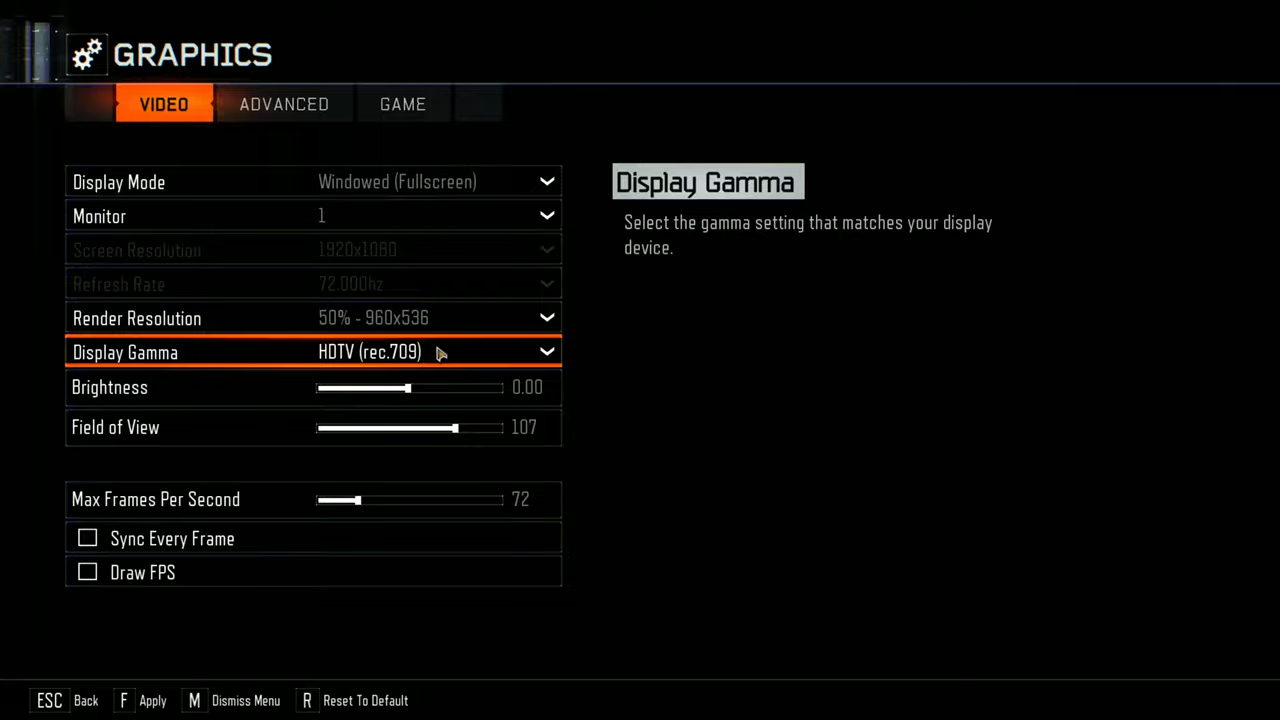 GRAPHICS
VIDEO ADVANCED GAME
Display Mode Windowed (Fullscreen)
Monitor 1
Screen Resolution 1920x1080
Refresh Rate 72.000hz
Render Resolution 50% - 960x536
Display Gamma HDTV (rec.709)
Brightness 0.00
Field of View 107
Max Frames Per Second 72
Sync Every Frame
Draw FPS
Display Gamma
Select the gamma setting that matches your display
device.
ESC Back F Apply M Dismiss Menu R Reset To Default